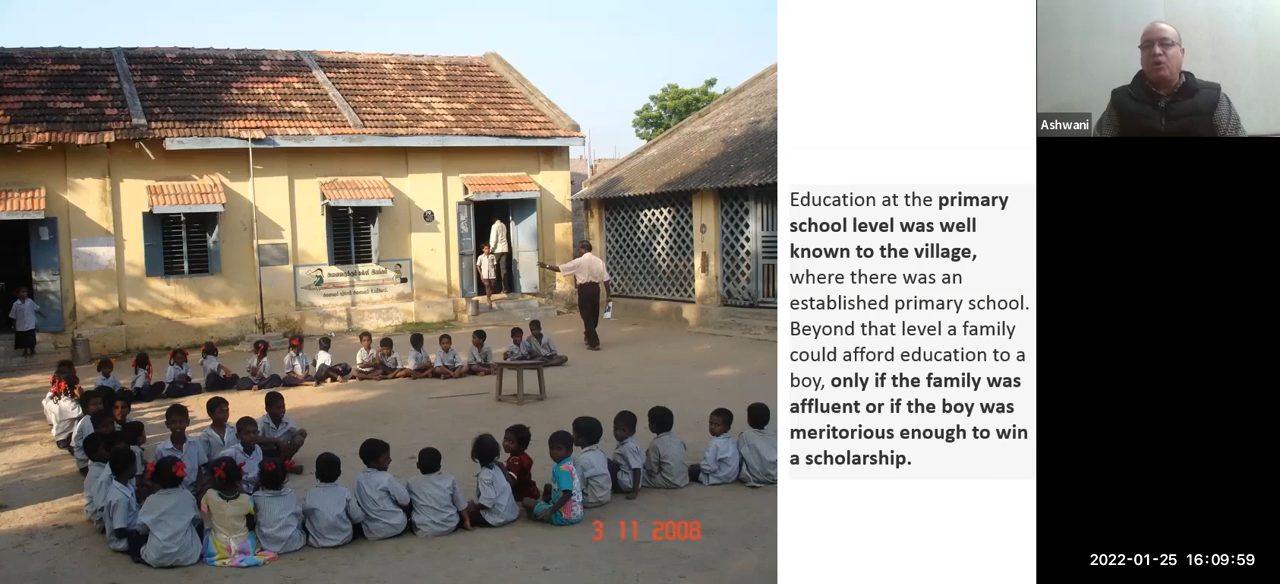 Education at the primary
school level was well
known to the village,
where there was an
established primary school.
Beyond that level a family
could afford education to a
boy, only if the family was
affluent or if the boy was
meritorious enough to win
a scholarship.
Ashwani
3 11 2008
2022-01-25 16:09:59